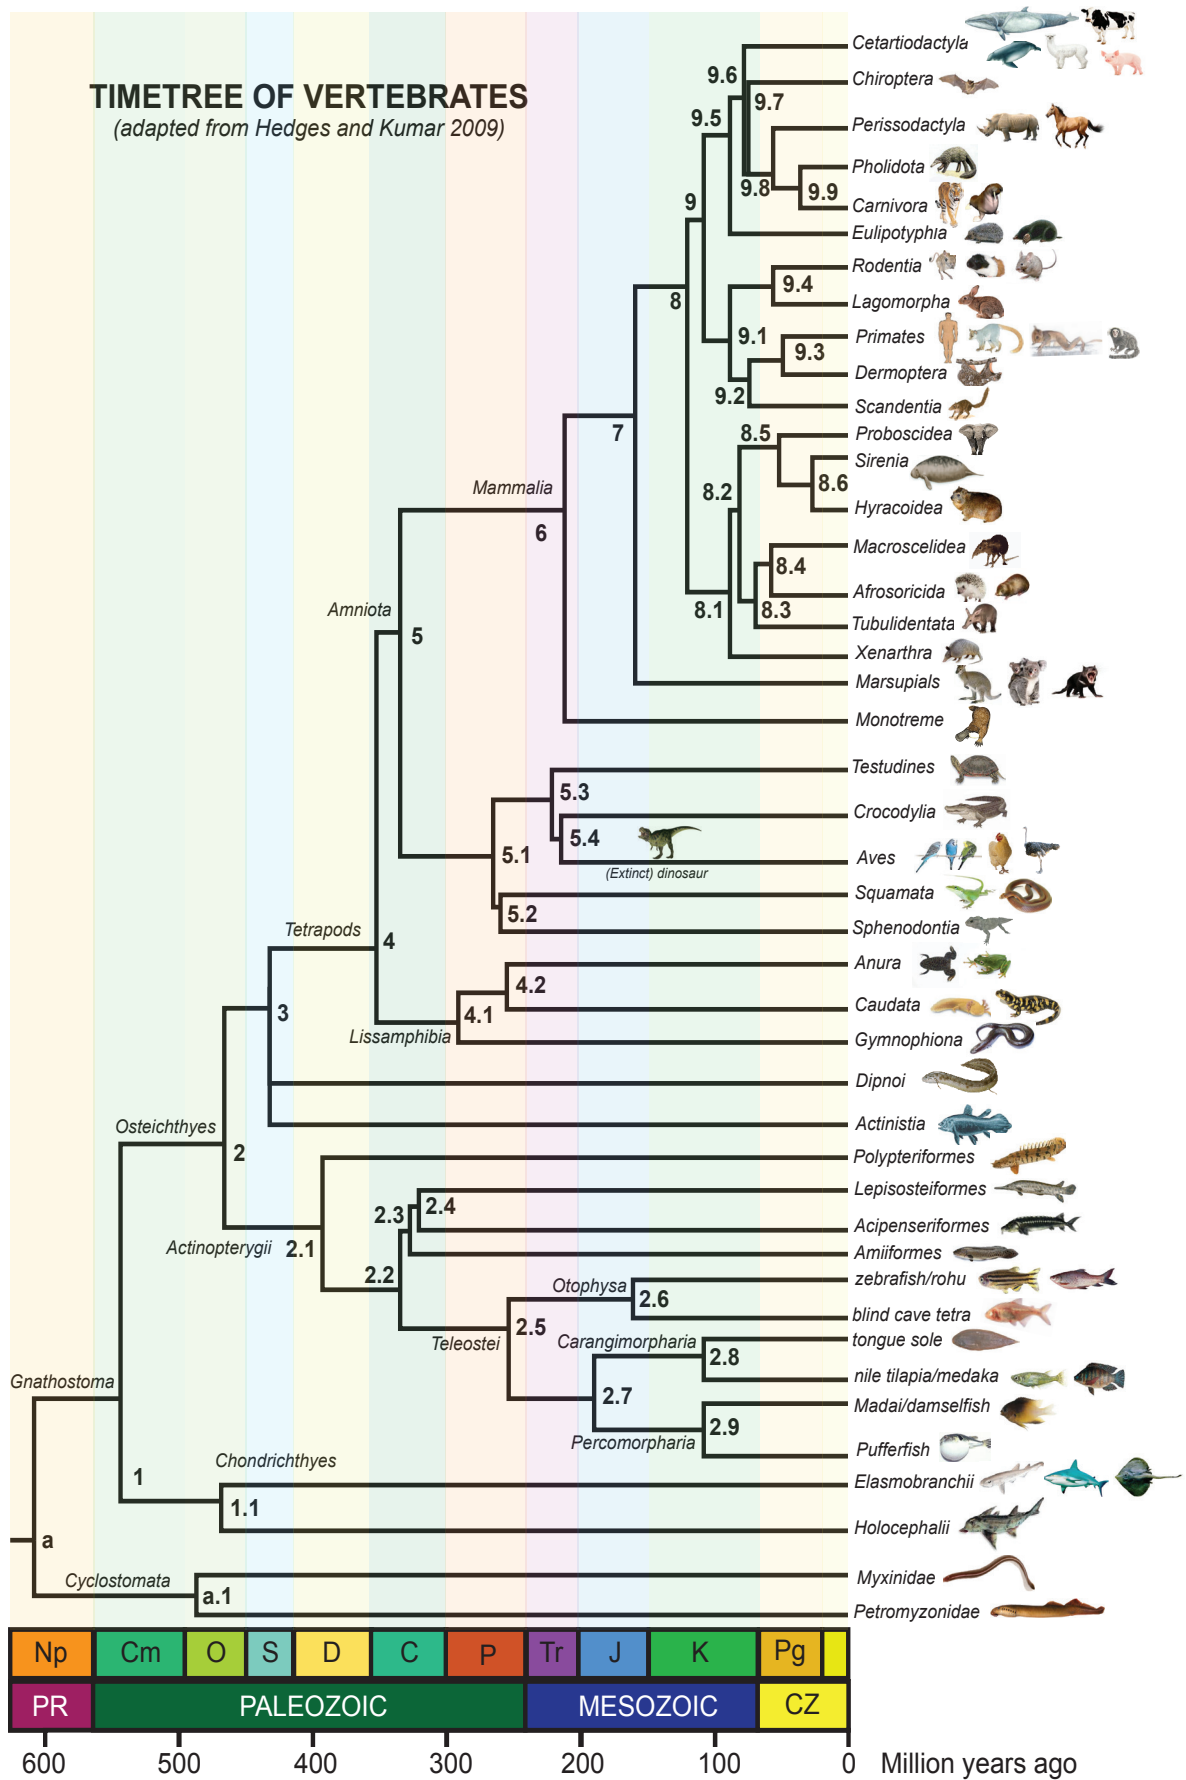 TIMETREE OF VERTEBRATES
(adapted from Hedges and Kumar 2009)
Cetartiodactyla
9.6
Chiroptera
9.7
9.5
Perissodactyla
Pholidota
9.8
9.9
9
Carnivora
Eulipotyphia
Rodentia
9.4
8
Lagomorpha
9.1
Primates
9.3
Dermoptera
9.2
Scandentia
7
8.5
Proboscidea
Sirenia
8.6
Mammalia
8.2
Hyracoidea
6
Macroscelidea
8.4
Afrosoricida
Amniota
8.1
8.3
Tubulidentata
5
Xenarthra
Marsupials
Monotreme
Testudines
5.3
Crocodylia
5.4
5.1
Aves
(Extinct) dinosaur
Squamata
5.2
Tetrapods
Sphenodontia
4
Anura
4.2
Caudata
3
4.1
Lissamphibia
Gymnophiona
Dipnoi
Osteichthyes
Actinistia
2
Polypteriformes
Lepisosteiformes
2.4
2.3
Acipenseriformes
Actinopterygii
2.1
Amiiformes
2.2
zebrafish/rohu
Otophysa
2.6
blind cave tetra
2.5
Teleostei
Carangimorpharia
tongue sole
2.8
Gnathostoma
nile tilapia/medaka
2.7
Madai/damselfish
2.9
Percomorpharia
Pufferfish
Chondrichthyes
1
Elasmobranchii
1.1
Holocephalii
a
Cyclostomata
Myxinidae
a.1
Petromyzonidae
Np Cm O S D C P Tr J K Pg
PR PALEOZOIC MESOZOIC CZ
600 500 400 300 200 100 0 Million years ago